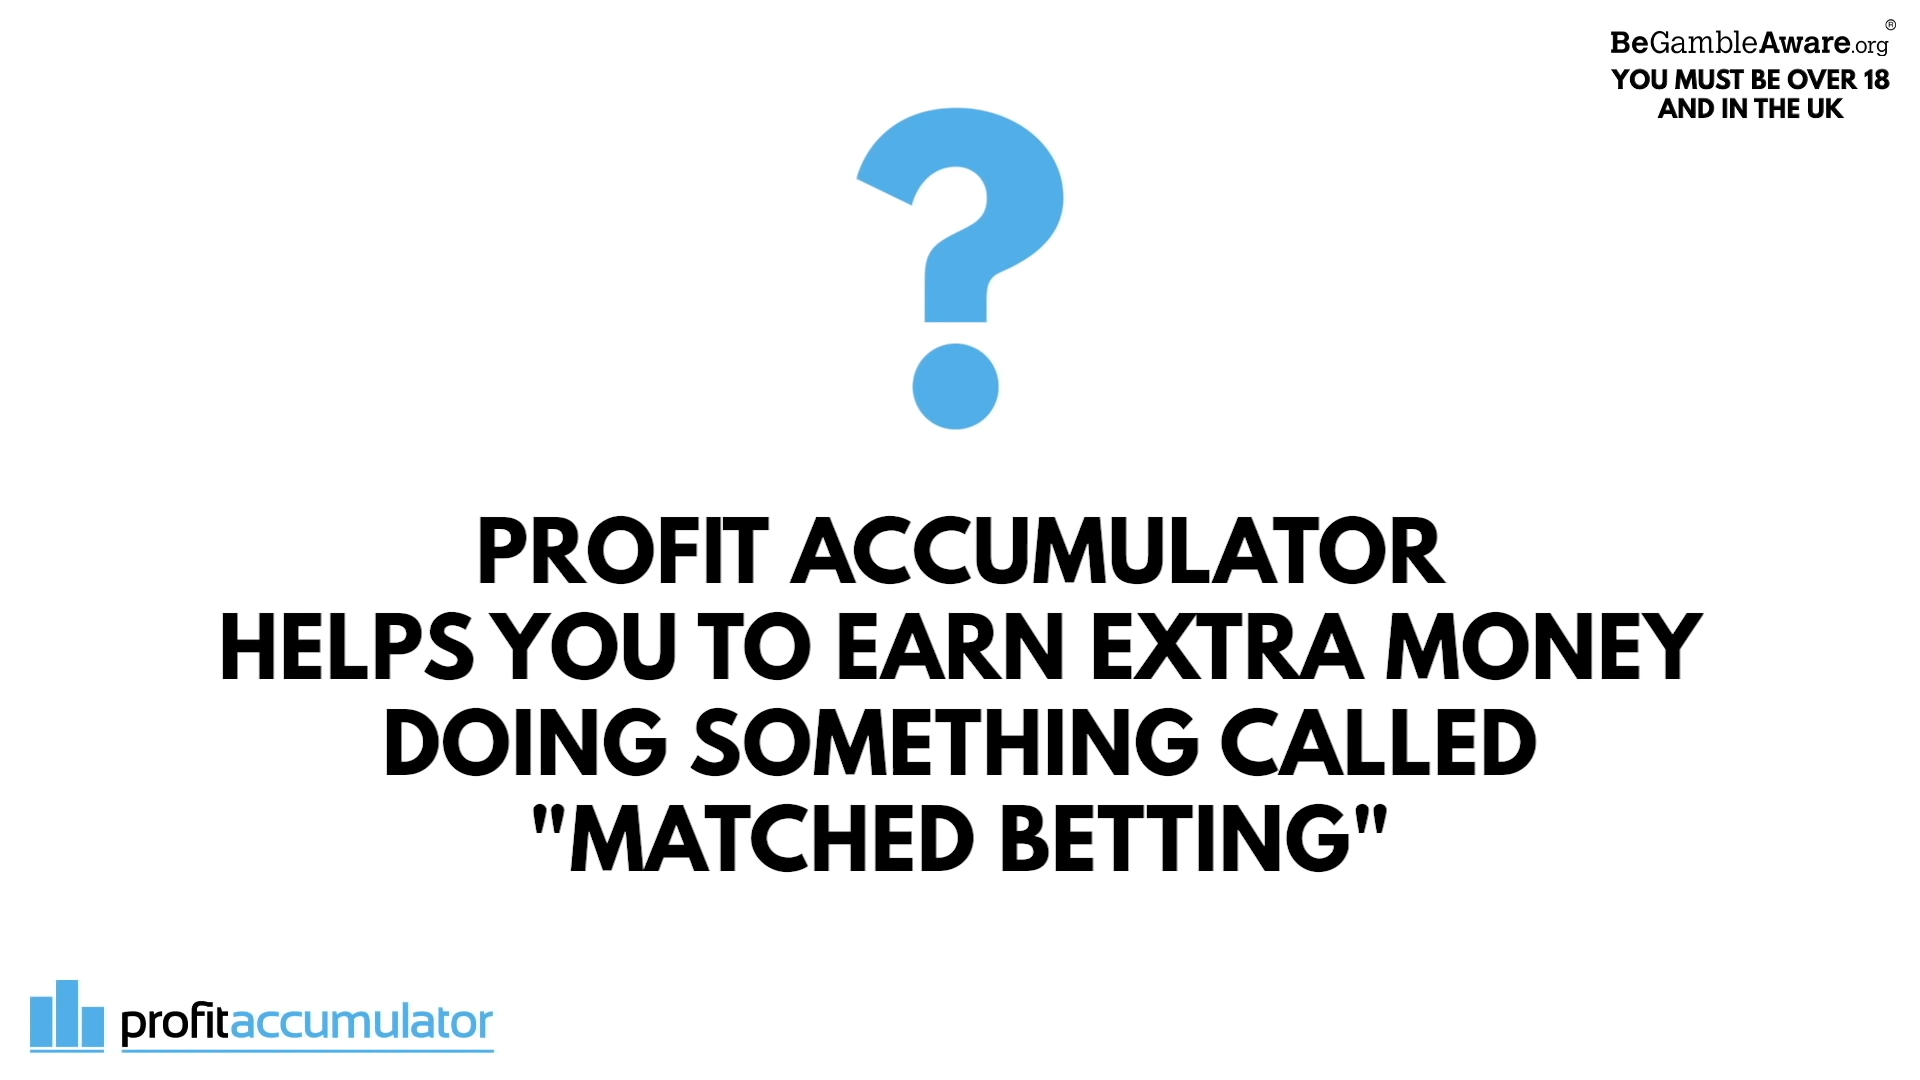 BeGambleAware.org®
YOU MUST BE OVER 18
AND IN THE UK
?
PROFIT ACCUMULATOR
HELPS YOU TO EARN EXTRA MONEY
DOING SOMETHING CALLED
"MATCHED BETTING"
profitaccumulator